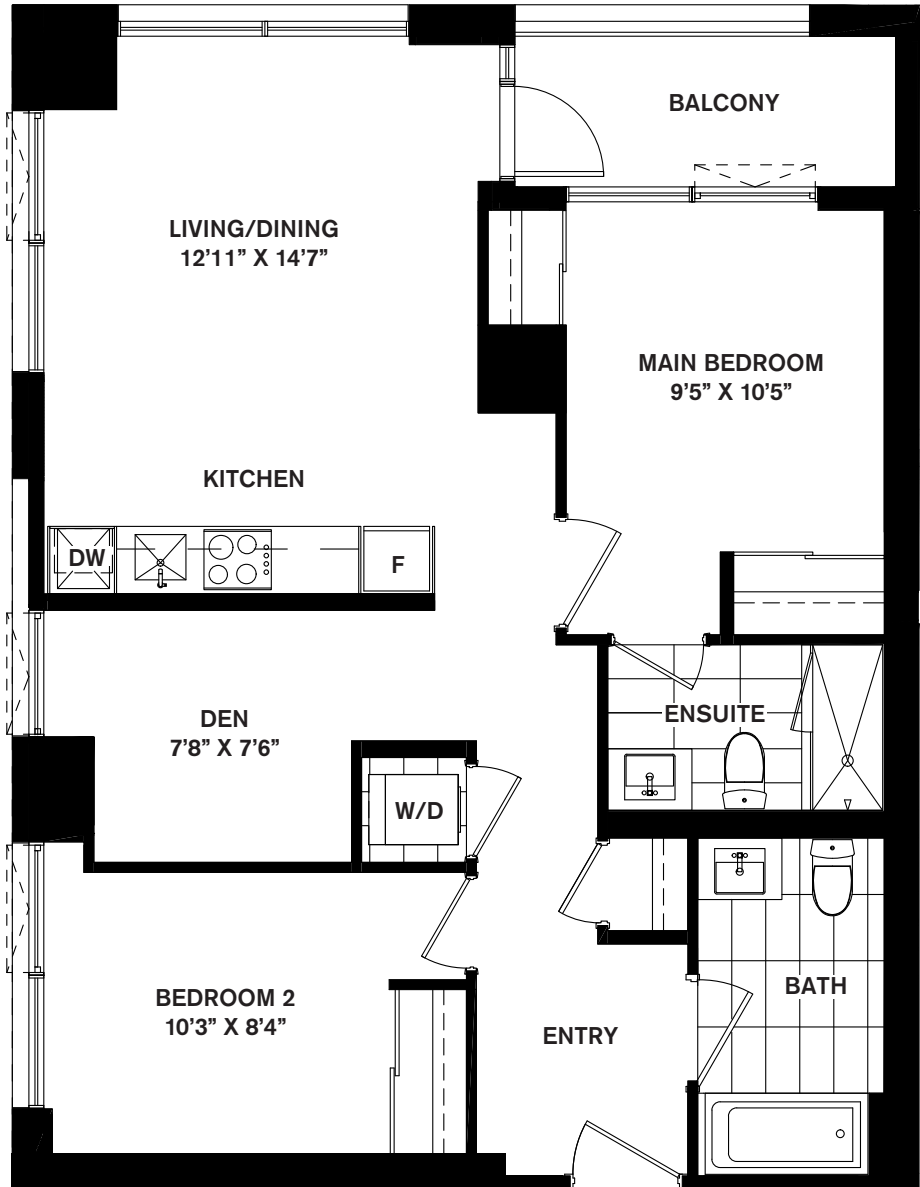 BALCONY
LIVING/DINING
12’11” X 14’7”
MAIN BEDROOM
9’5” X 10’5”
KITCHEN
DW
F
DEN
7’8” X 7’6”
ENSUITE
W/D
BEDROOM 2
10’3” X 8’4”
BATH
ENTRY